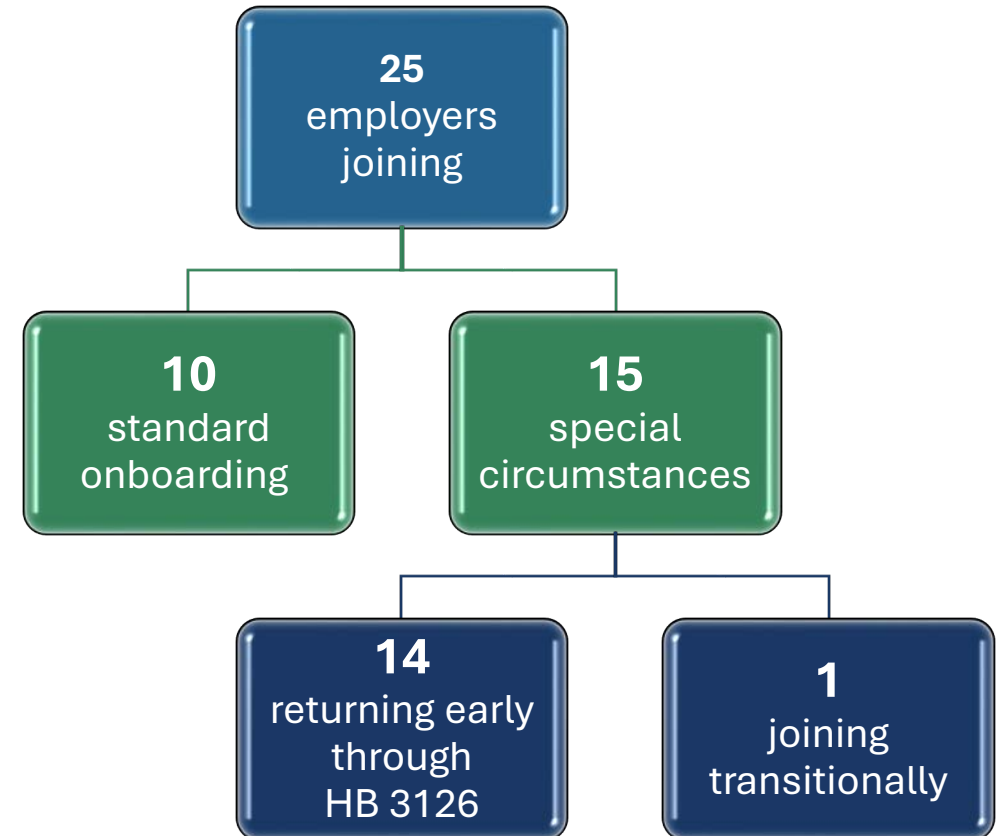 25
employers
joining
10
standard
onboarding
15
special
circumstances
14
returning early
through
HB 3126
1
joining
transitionally